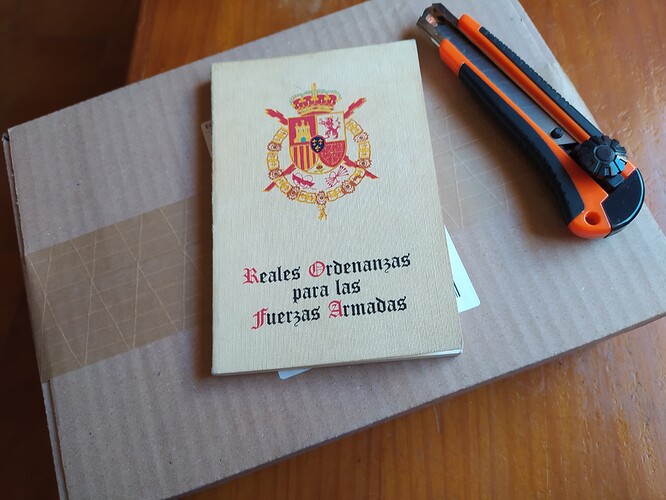 Reales Ordenanzas
para las
Fuerzas Armadas